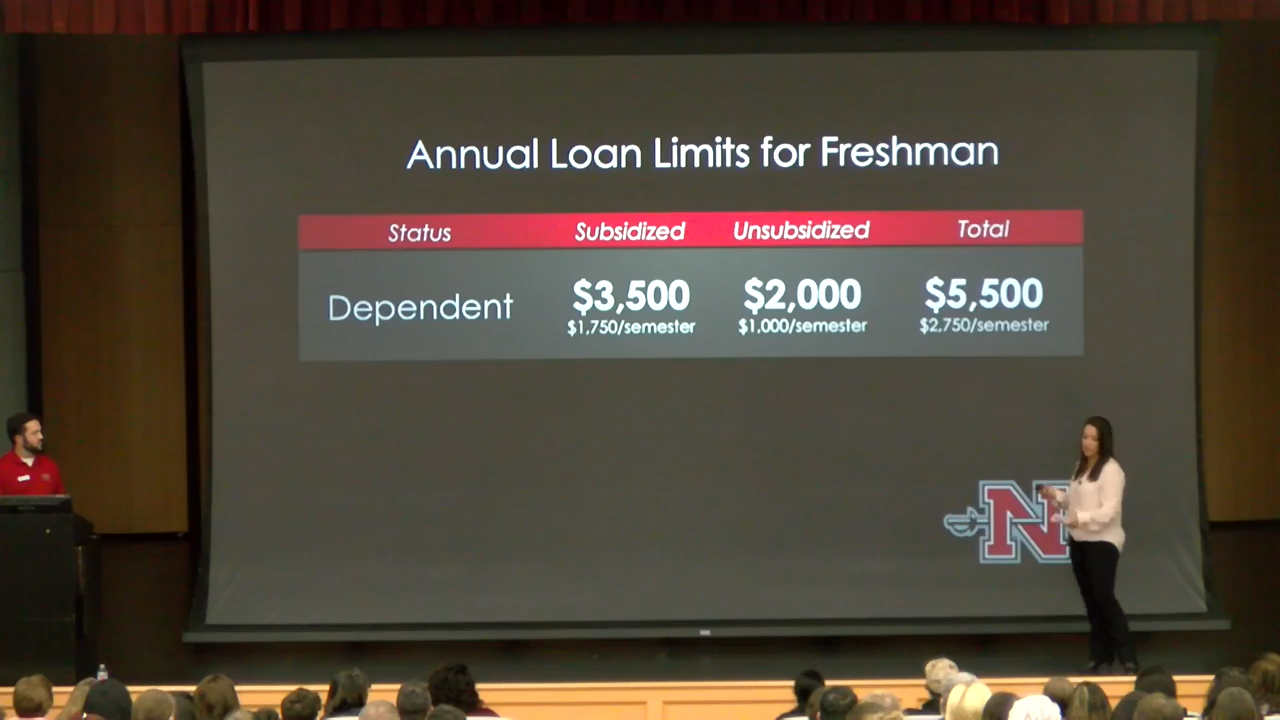 Annual Loan Limits for Freshman
Status Subsidized Unsubsidized Total
Dependent $3,500 $2,000 $5,500
$1,750/semester $1,000/semester $2,750/semester
N